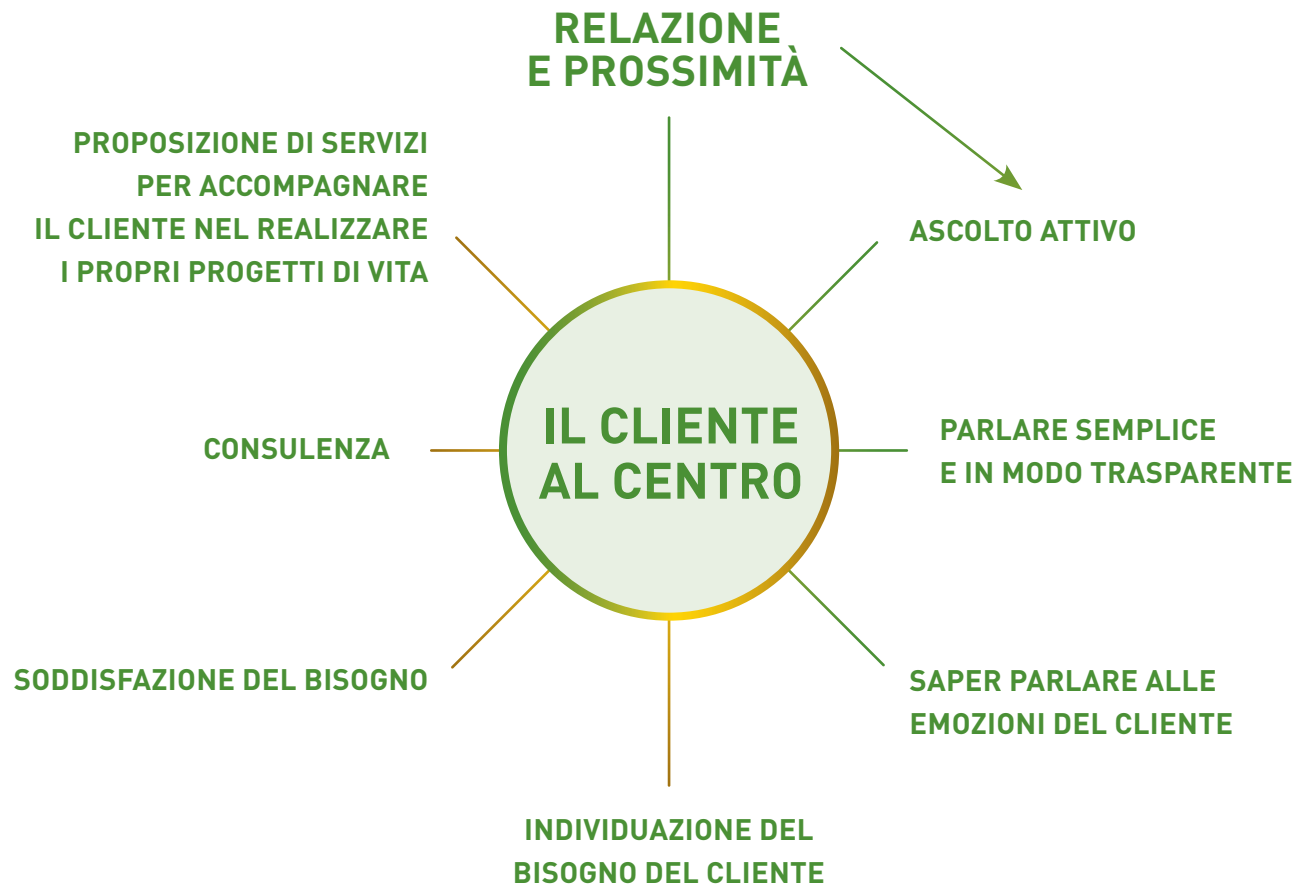 RELAZIONE
E PROSSIMITÀ
ASCOLTO ATTIVO
PARLARE SEMPLICE
E IN MODO TRASPARENTE
SAPER PARLARE ALLE
EMOZIONI DEL CLIENTE
INDIVIDUAZIONE DEL
BISOGNO DEL CLIENTE
SODDISFAZIONE DEL BISOGNO
CONSULENZA
PROPOSIZIONE DI SERVIZI
PER ACCOMPAGNARE
IL CLIENTE NEL REALIZZARE
I PROPRI PROGETTI DI VITA
IL CLIENTE
AL CENTRO